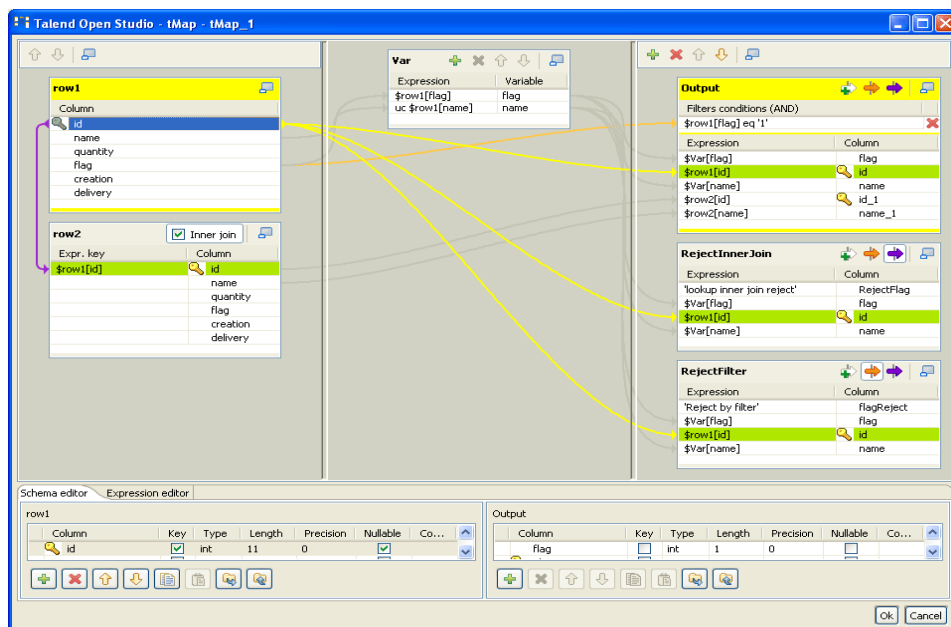 Talend Open Studio - tMap - tMap_1
row1
Column
id
name
quantity
flag
creation
delivery
row2
Inner join
Expr. key Column
$row1[id] id
name
quantity
flag
creation
delivery
Var
Expression Variable
$row1[flag] flag
uc $row1[name] name
Output
Filters conditions (AND)
$row1[flag] eq '1'
Expression Column
$Var[flag] flag
$row1[id] id
$Var[name] name
$row2[id] id_1
$row2[name] name_1
RejectInnerJoin
Expression Column
'lookup inner join reject' RejectFlag
$Var[flag] flag
$row1[id] id
$Var[name] name
RejectFilter
Expression Column
'Reject by filter' flagReject
$Var[flag] flag
$row1[id] id
$Var[name] name
Schema editor Expression editor
row1
Column Key Type Length Precision Nullable Co...
id int 11 0
Output
Column Key Type Length Precision Nullable Co...
flag int 1 0
Ok Cancel